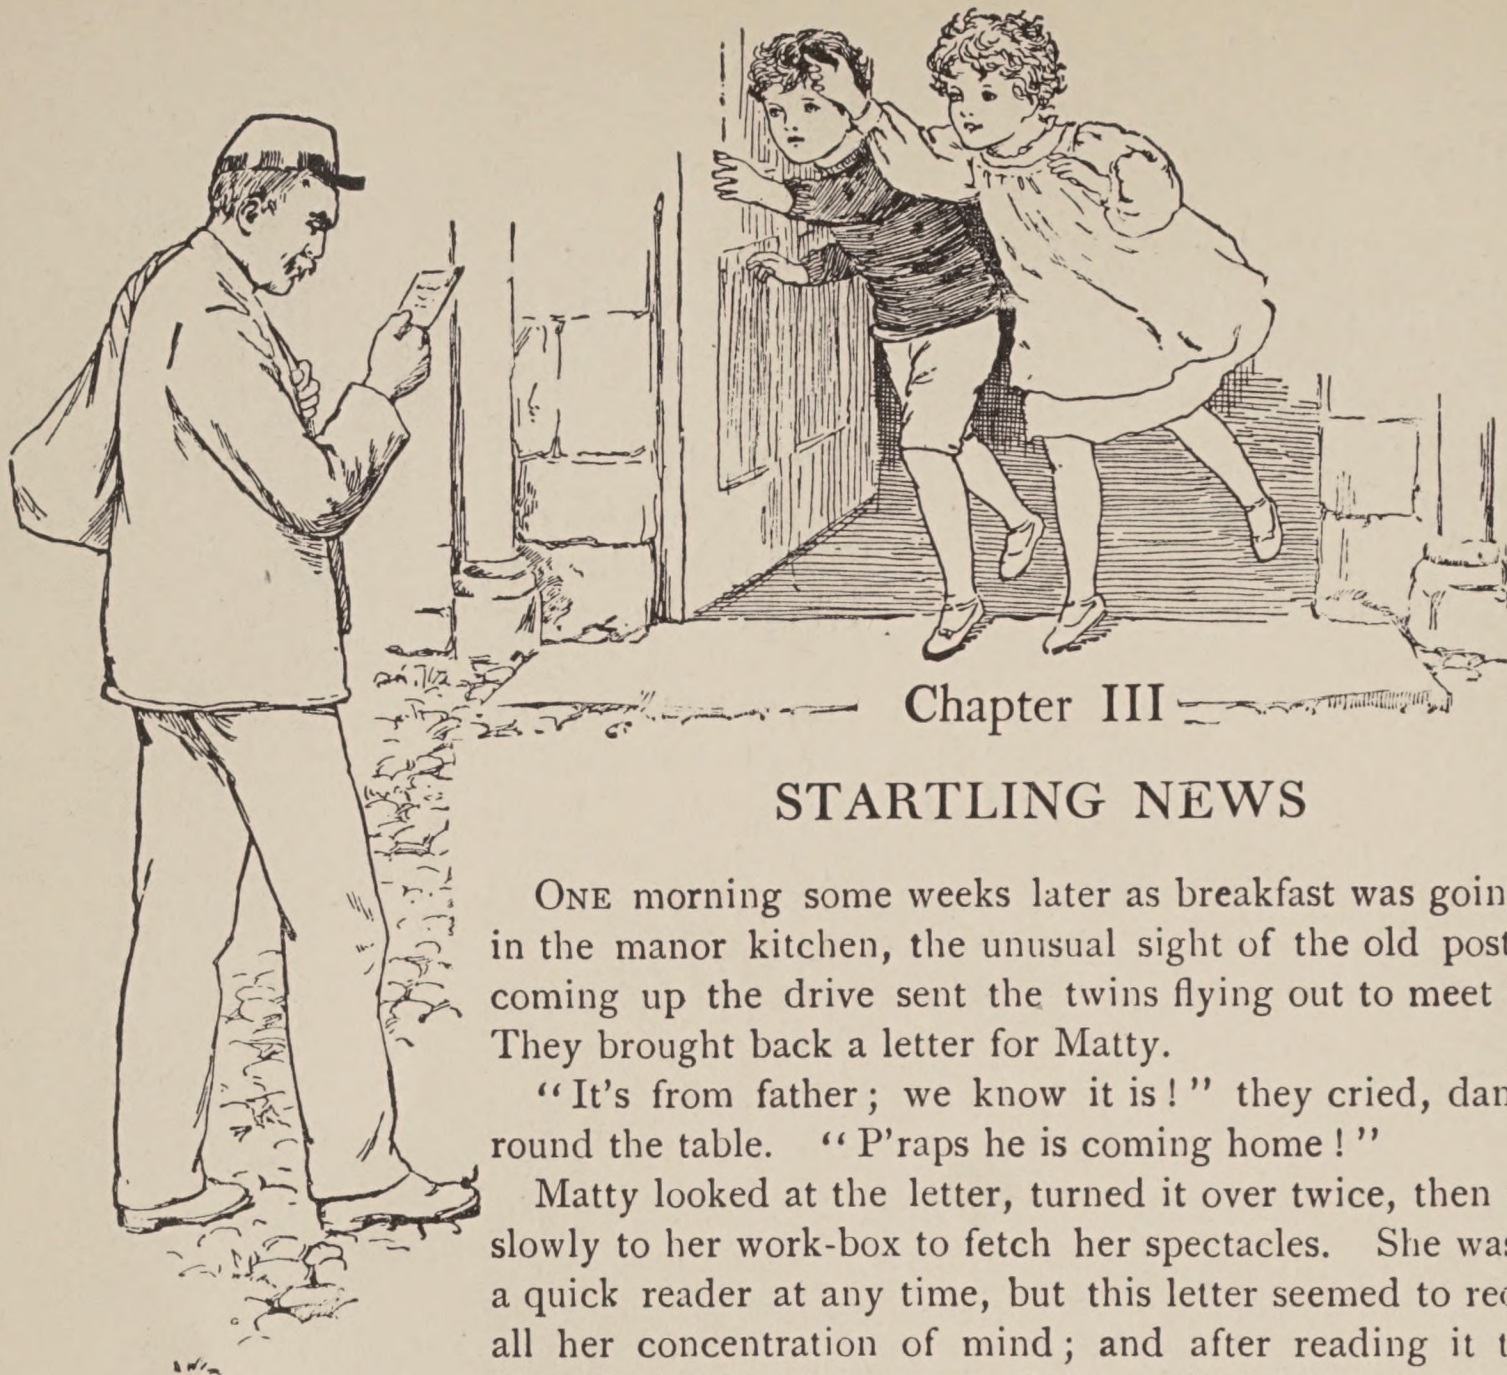 Chapter III
STARTLING NEWS
ONE morning some weeks later as breakfast was goin
in the manor kitchen, the unusual sight of the old post
coming up the drive sent the twins flying out to meet
They brought back a letter for Matty.
“It's from father; we know it is!” they cried, dan
round the table. “P'raps he is coming home!”
Matty looked at the letter, turned it over twice, then
slowly to her work-box to fetch her spectacles. She was
a quick reader at any time, but this letter seemed to rec
all her concentration of mind; and after reading it t